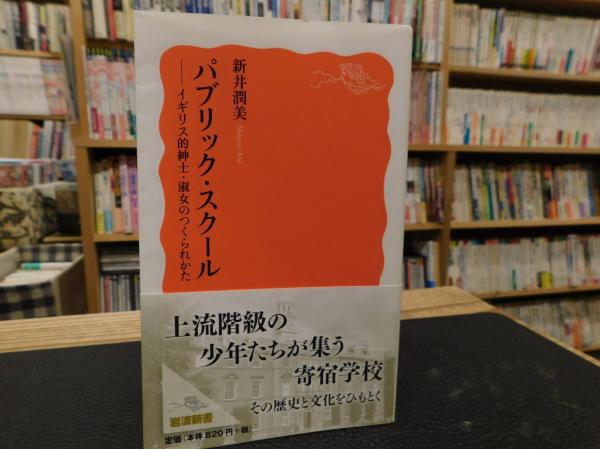 新井潤美
Megumi Arai
パブリック・スクール
──イギリス的紳士・淑女のつくられかた
上流階級の
少年たちが集う
寄宿学校
その歴史と文化をひもとく
岩波新書
定価(本体820円+税)